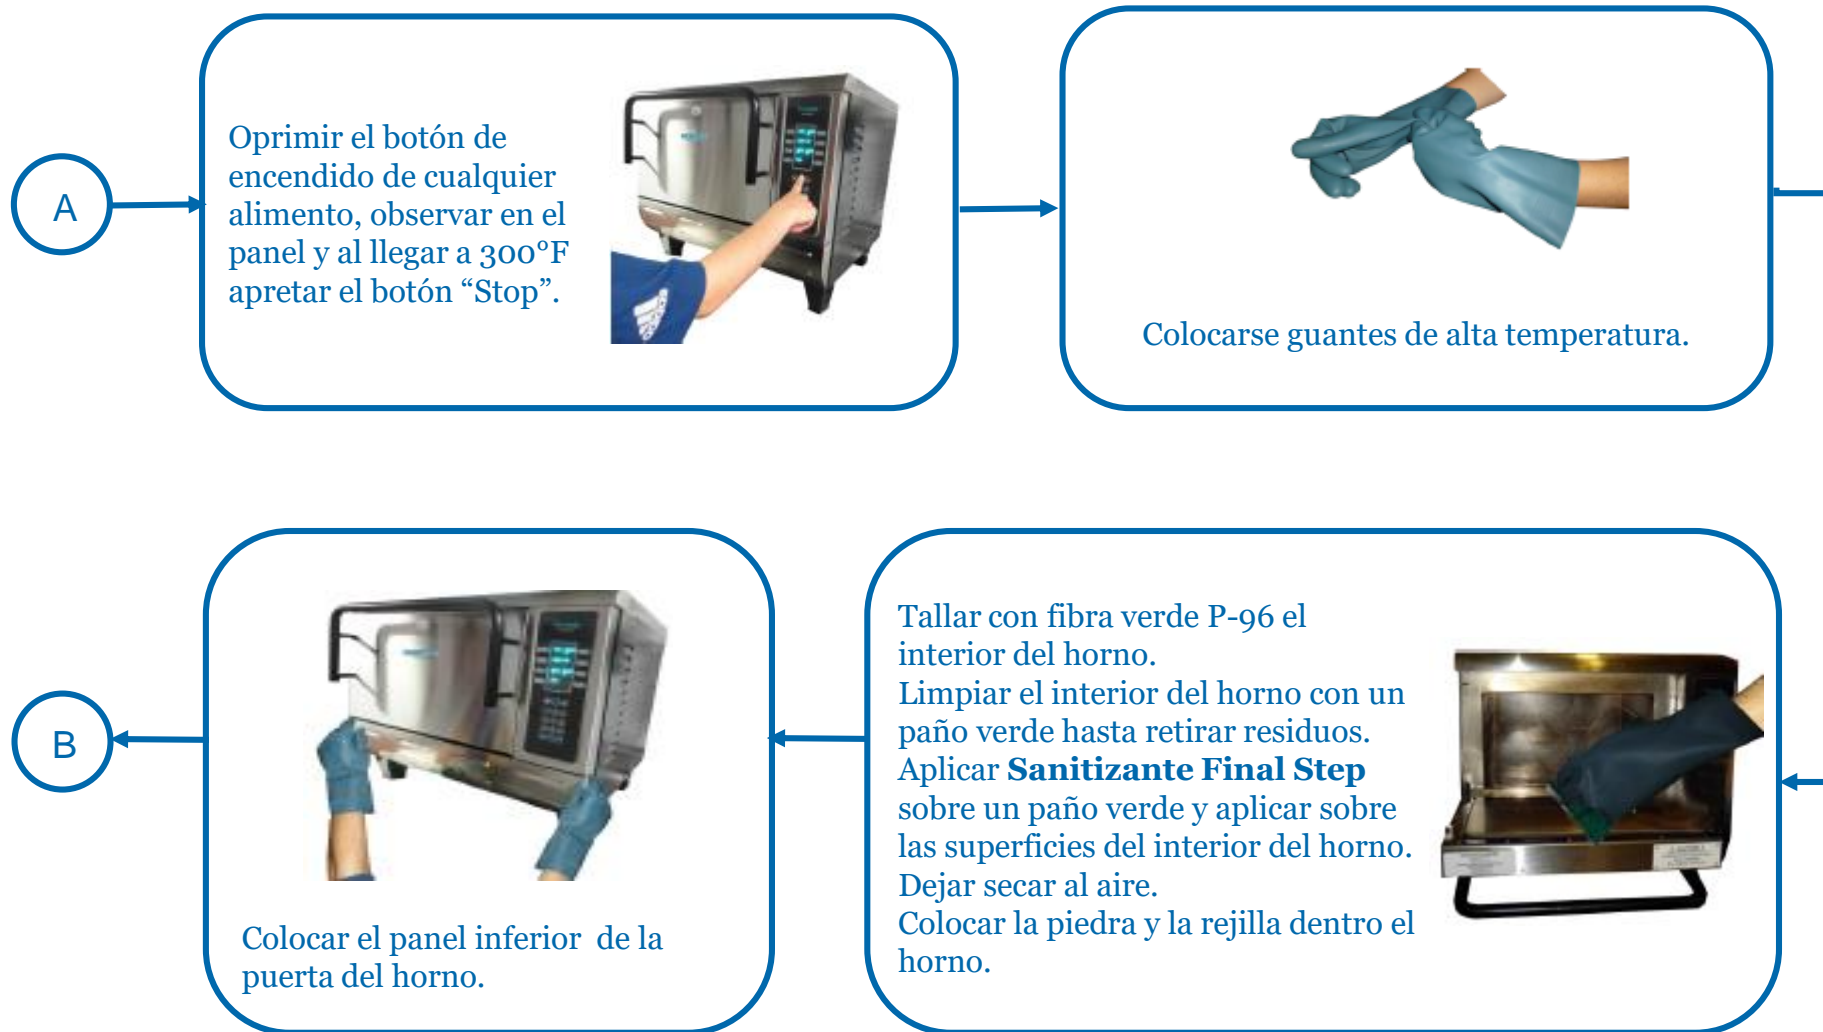 A
Oprimir el botón de
encendido de cualquier
alimento, observar en el
panel y al llegar a 300°F
apretar el botón “Stop”.
Colocarse guantes de alta temperatura.
Tallar con fibra verde P-96 el
interior del horno.
Limpiar el interior del horno con un
paño verde hasta retirar residuos.
Aplicar Sanitizante Final Step
sobre un paño verde y aplicar sobre
las superficies del interior del horno.
Dejar secar al aire.
Colocar la piedra y la rejilla dentro el
horno.
Colocar el panel inferior de la
puerta del horno.
B